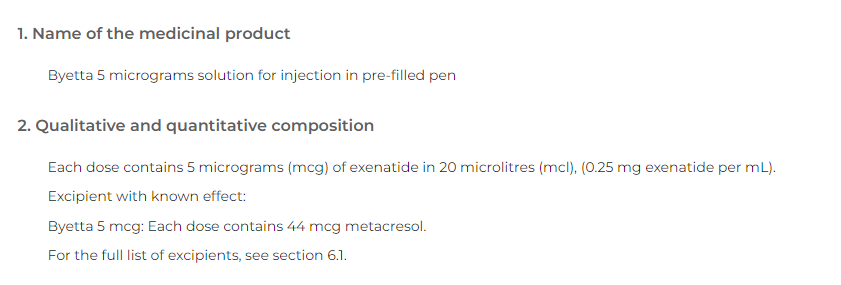 1. Name of the medicinal product
Byetta 5 micrograms solution for injection in pre-filled pen
2. Qualitative and quantitative composition
Each dose contains 5 micrograms (mcg) of exenatide in 20 microlitres (mcl), (0.25 mg exenatide per mL).
Excipient with known effect:
Byetta 5 mcg: Each dose contains 44 mcg metacresol.
For the full list of excipients, see section 6.1.